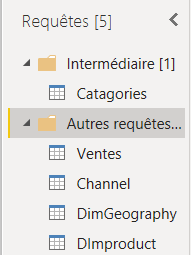 Requêtes [5]
Intermédiaire [1]
Catagories
Autres requêtes...
Ventes
Channel
DimGeography
DImproduct